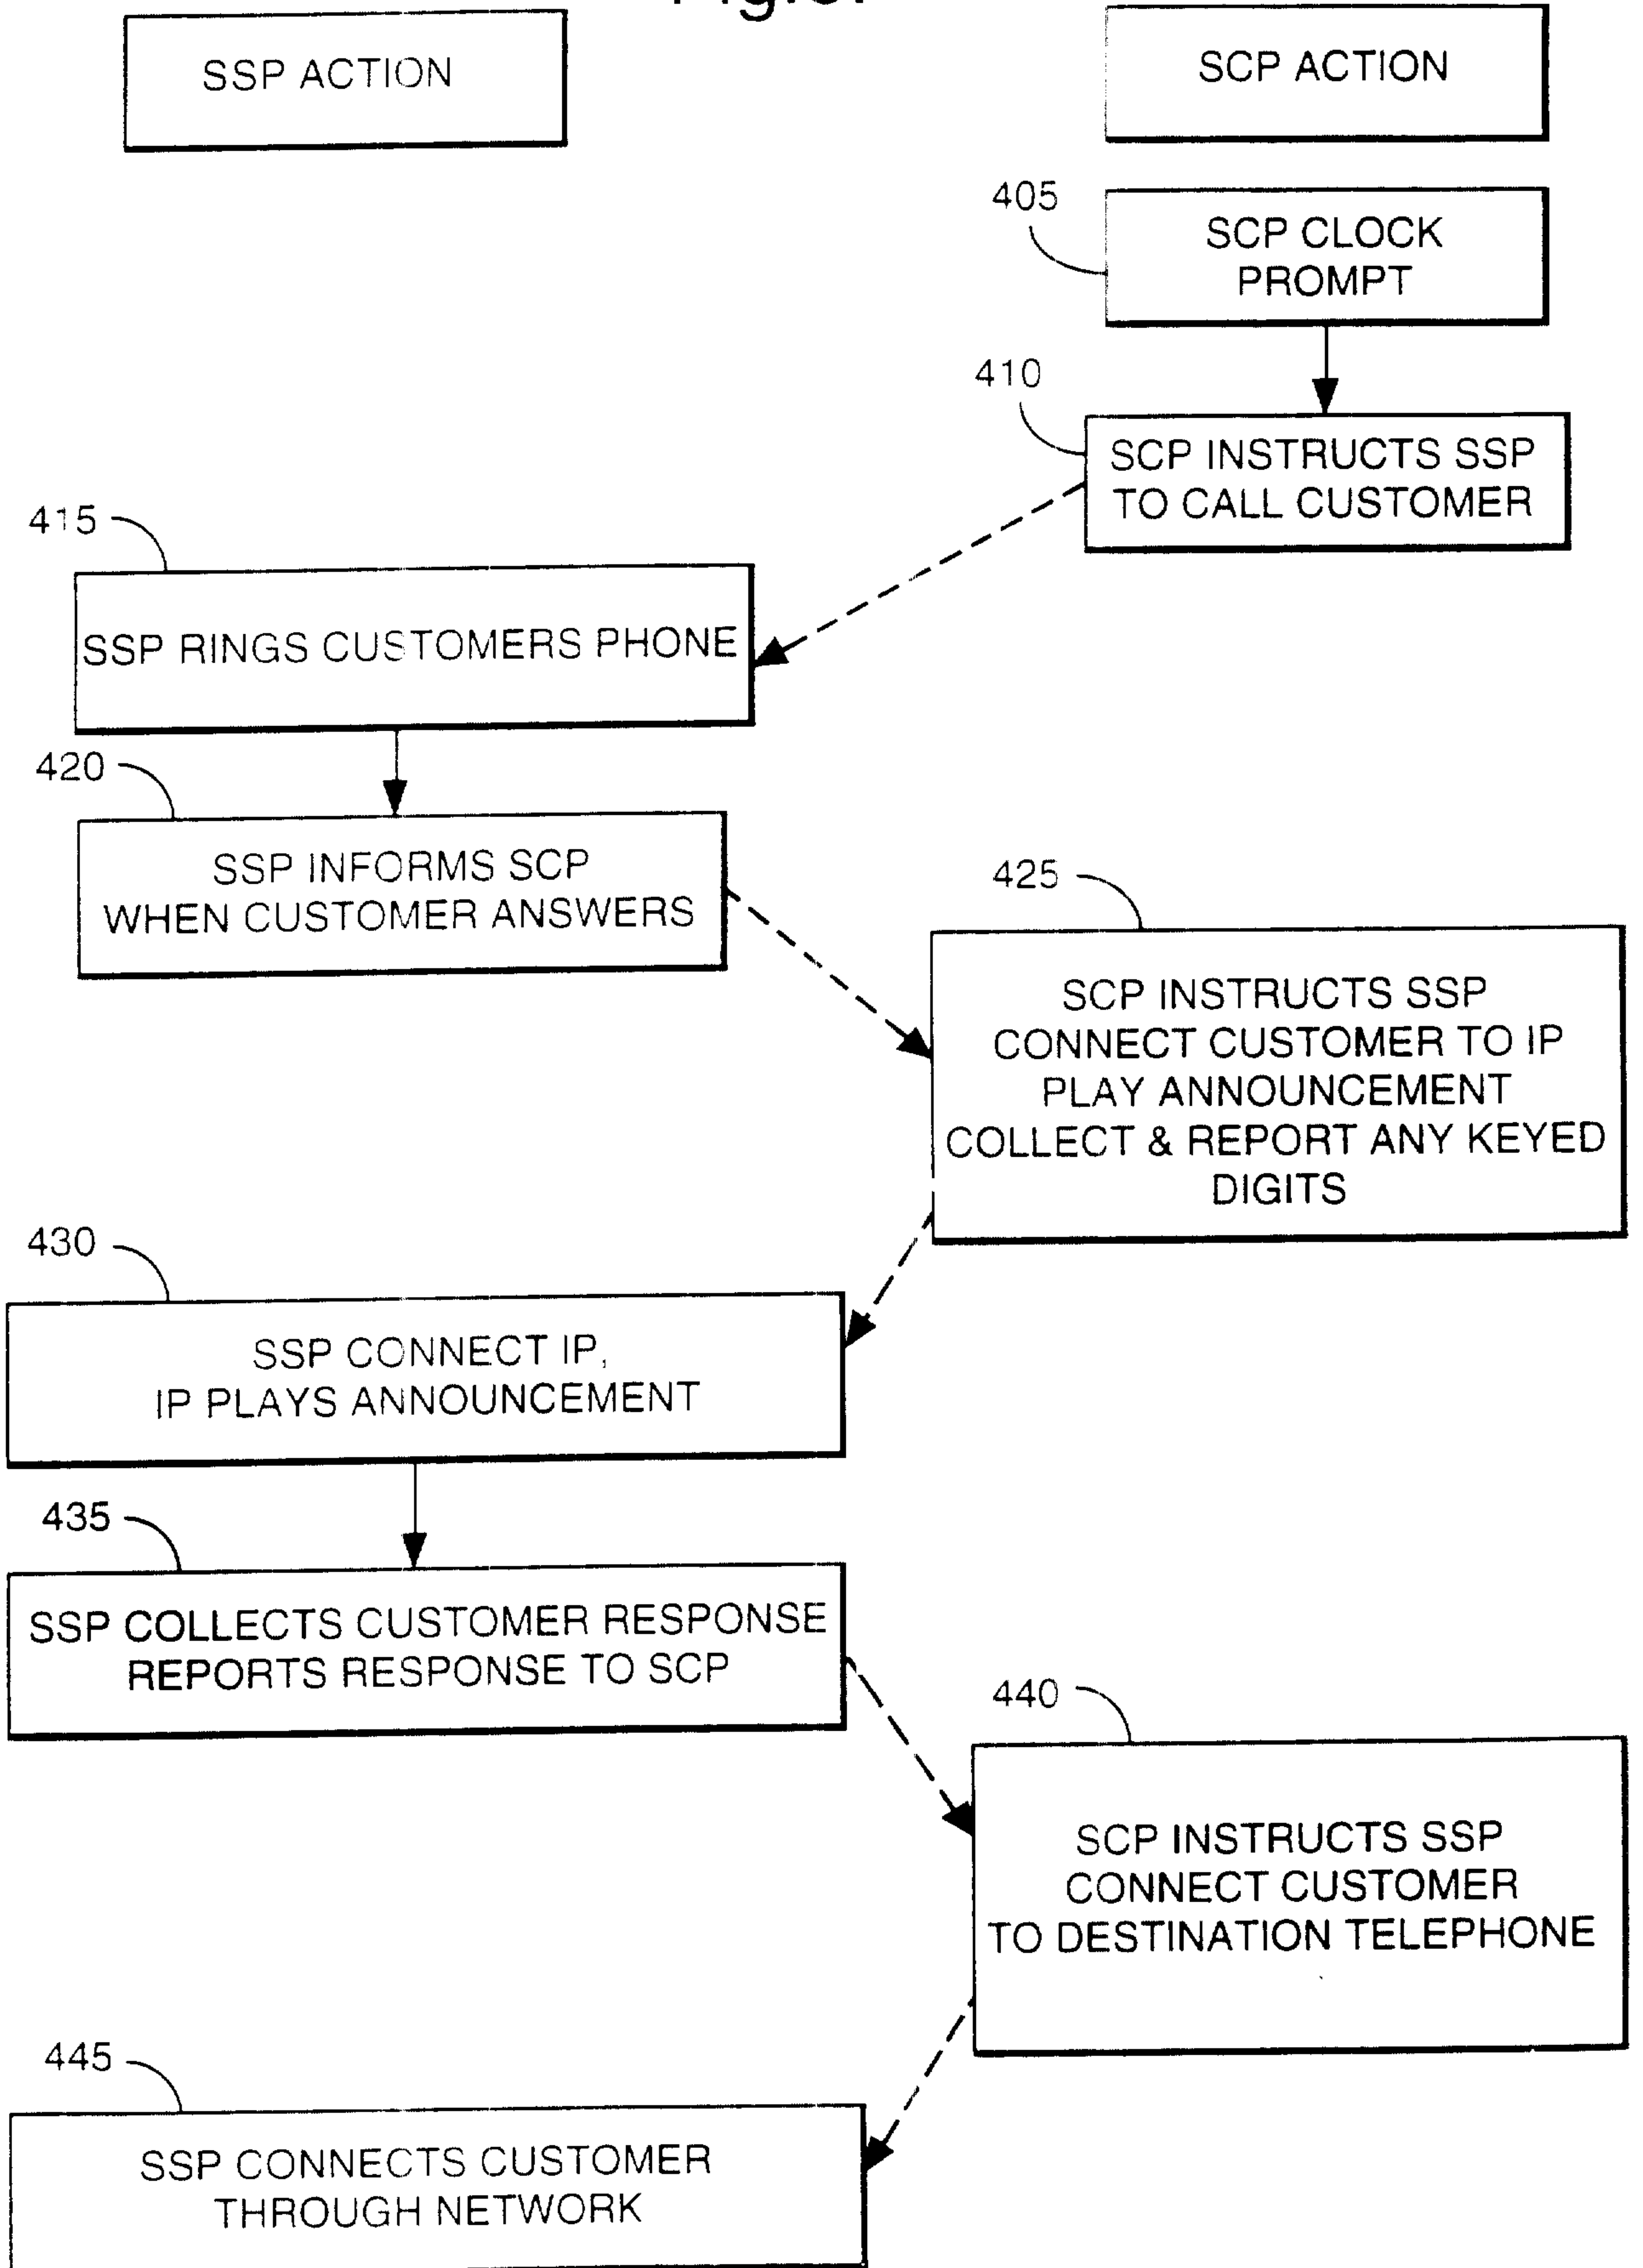 SSP ACTION
SCP ACTION
405
SCP CLOCK
PROMPT
410
SCP INSTRUCTS SSP
TO CALL CUSTOMER
415
SSP RINGS CUSTOMERS PHONE
420
SSP INFORMS SCP
WHEN CUSTOMER ANSWERS
425
SCP INSTRUCTS SSP
CONNECT CUSTOMER TO IP
PLAY ANNOUNCEMENT
COLLECT & REPORT ANY KEYED
DIGITS
430
SSP CONNECT IP,
IP PLAYS ANNOUNCEMENT
435
SSP COLLECTS CUSTOMER RESPONSE
REPORTS RESPONSE TO SCP
440
SCP INSTRUCTS SSP
CONNECT CUSTOMER
TO DESTINATION TELEPHONE
445
SSP CONNECTS CUSTOMER
THROUGH NETWORK